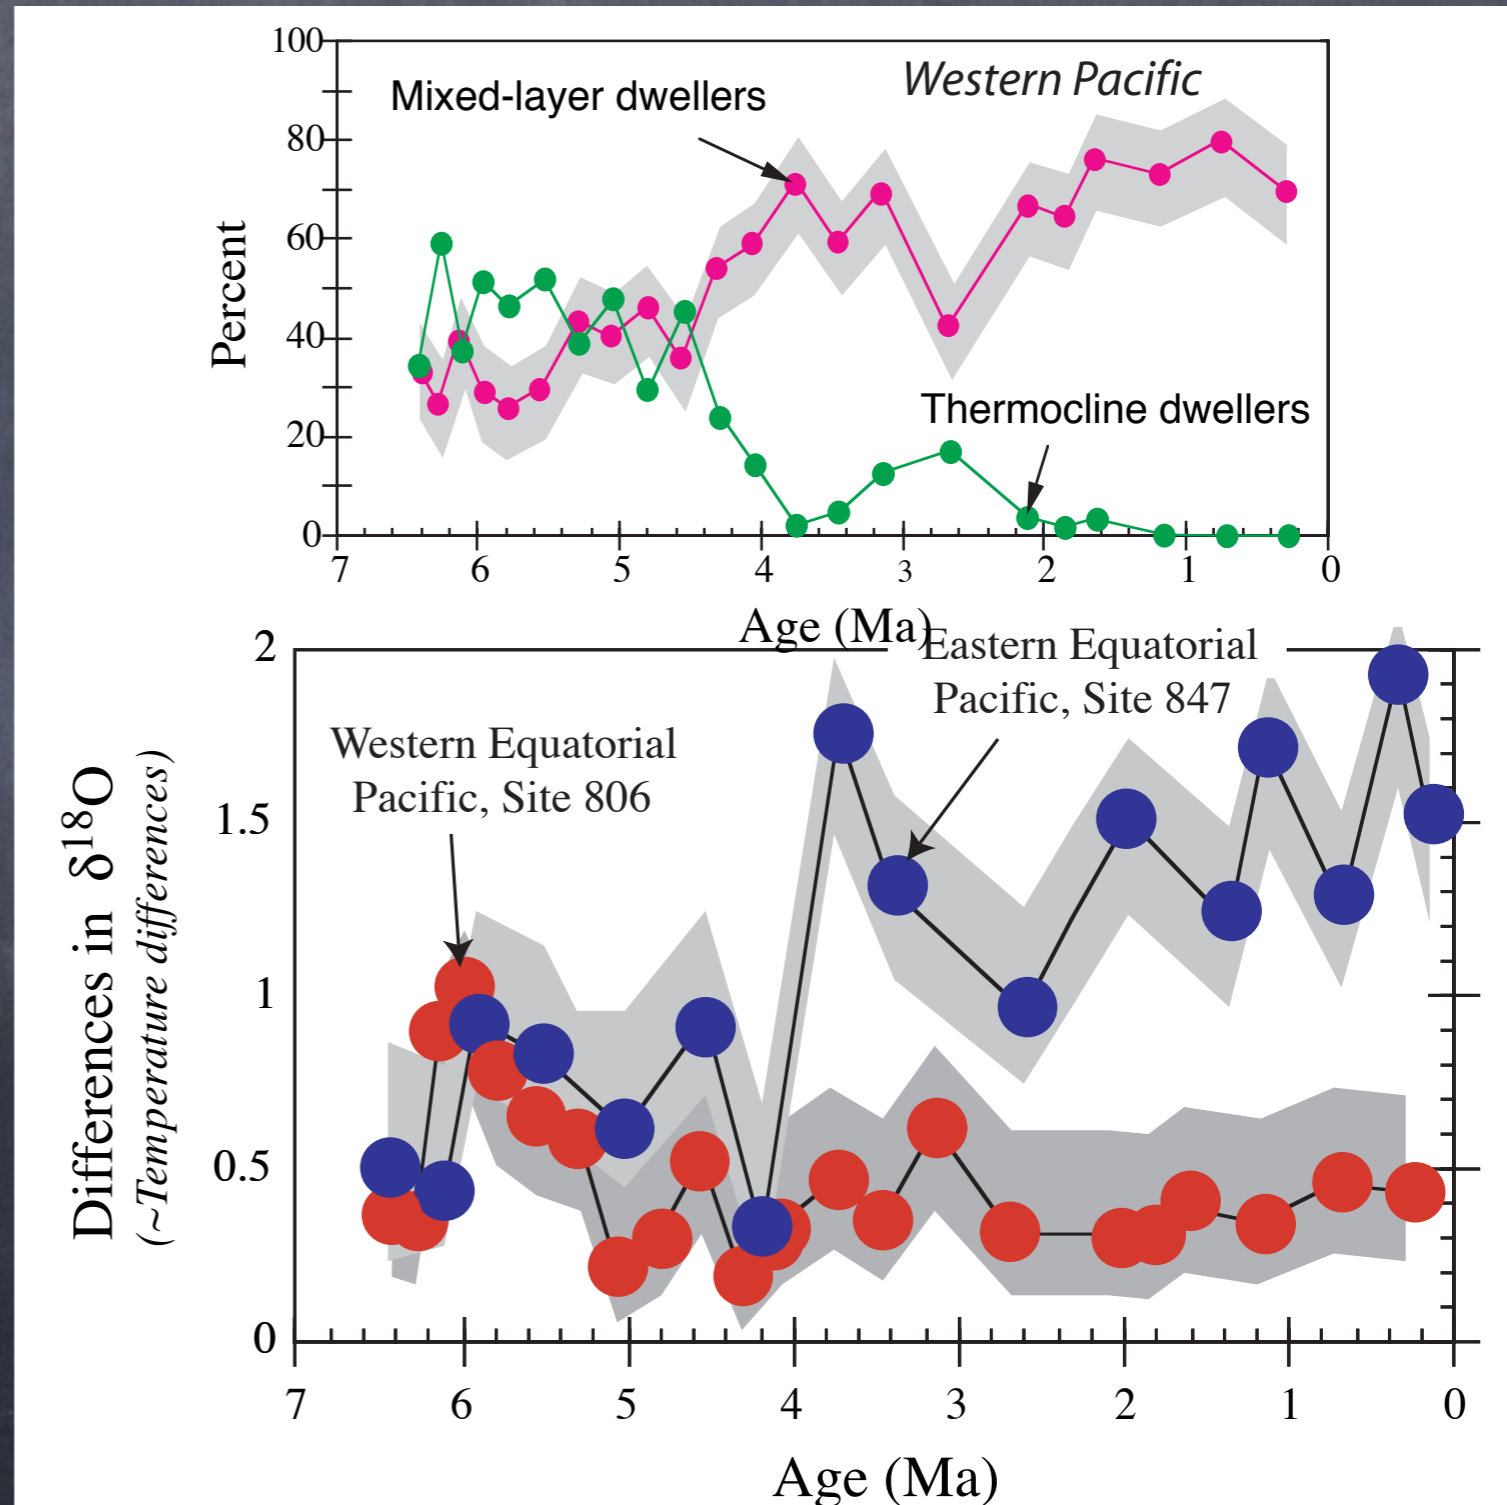 100
80
60
40
20
0
Percent
Mixed-layer dwellers
Western Pacific
Thermocline dwellers
7 6 5 4 3 2 1 0
Age (Ma)
2
1.5
1
0.5
0
Differences in δ¹⁸O
(~Temperature differences)
Eastern Equatorial
Pacific, Site 847
Western Equatorial
Pacific, Site 806
7 6 5 4 3 2 1 0
Age (Ma)